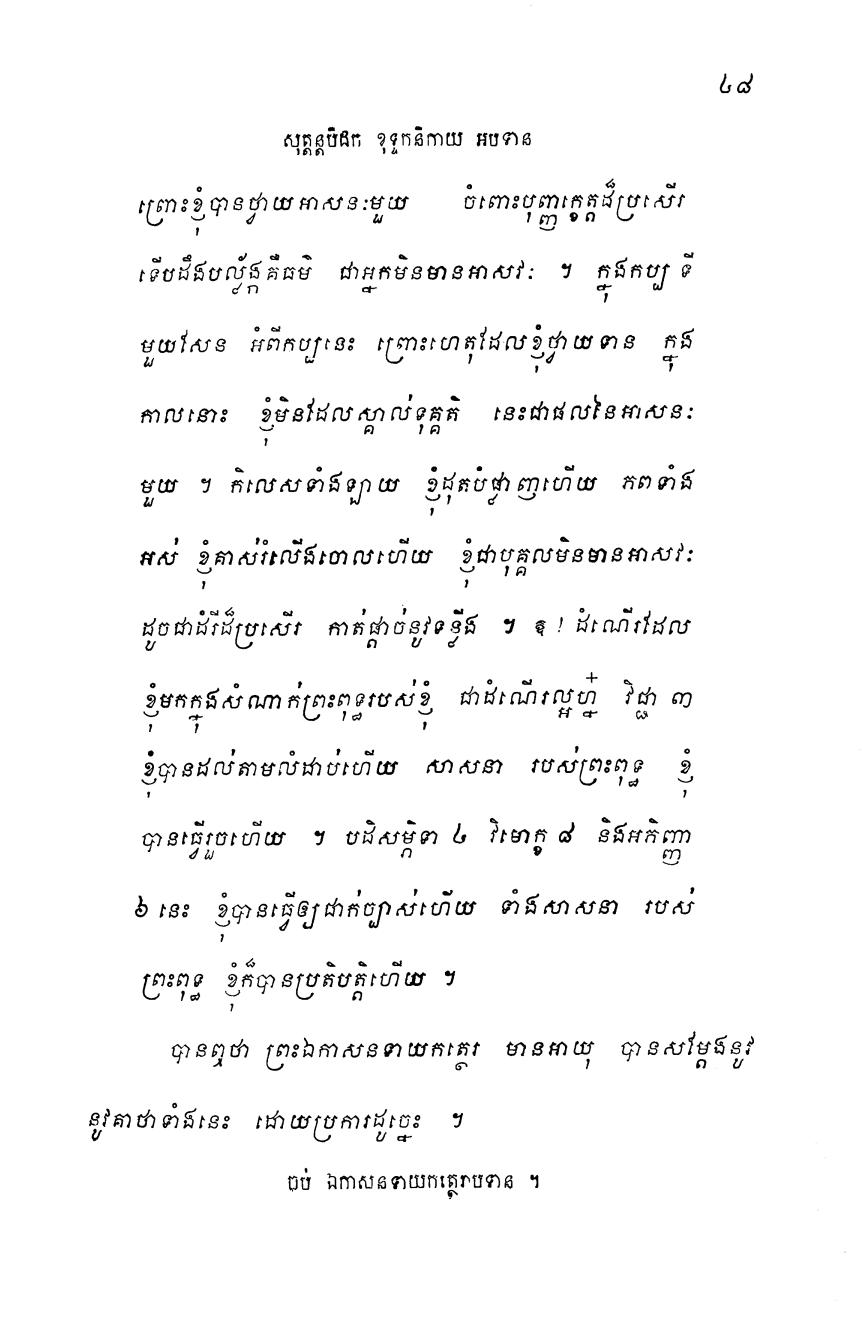 ៤៨
សុត្តន្តបិដក ខុទ្ទកនិកាយ អបទាន
ព្រោះខ្ញុំបានថ្វាយអាសនៈមួយ ចំពោះបុញ្ញក្ខេត្តដ៏ប្រសើរ
ទើបដឹងបល្ល័ង្កគឺធម៌ ជាអ្នកមិនមានអាសវៈ ។ ក្នុងកប្ប ទី
មួយសែន អំពីកប្បនេះ ព្រោះហេតុដែលខ្ញុំថ្វាយទាន ក្នុង
កាលនោះ ខ្ញុំមិនដែលស្គាល់ទុគ្គតិ នេះជាផលនៃអាសនៈ
មួយ ។ កិលេសទាំងឡាយ ខ្ញុំដុតបំផ្លាញហើយ ភពទាំង
អស់ ខ្ញុំគាស់រំលើងចោលហើយ ខ្ញុំជាបុគ្គលមិនមានអាសវៈ
ដូចជាដំរីដ៏ប្រសើរ កាត់ផ្តាច់នូវទន្លីង ។ ឱ ! ដំណើរដែល
ខ្ញុំមកក្នុងសំណាក់ព្រះពុទ្ធរបស់ខ្ញុំ ជាដំណើរល្អហ្ន៎ វិជ្ជា ៣
ខ្ញុំបានដល់តាមលំដាប់ហើយ សាសនា របស់ព្រះពុទ្ធ ខ្ញុំ
បានធ្វើរួចហើយ ។ បដិសម្ភិទា ៤ វិមោក្ខ ៨ និងអភិញ្ញា
៦ នេះ ខ្ញុំបានធ្វើឲ្យជាក់ច្បាស់ហើយ ទាំងសាសនា របស់
ព្រះពុទ្ធ ខ្ញុំក៏បានប្រតិបត្តិហើយ ។
បានឮថា ព្រះឯកាសនទាយកត្ថេរ មានអាយុ បានសម្តែងនូវ
នូវគាថាទាំងនេះ ដោយប្រការដូច្នេះ ។
ចប់ ឯកាសនទាយកត្ថេរាបទាន ។